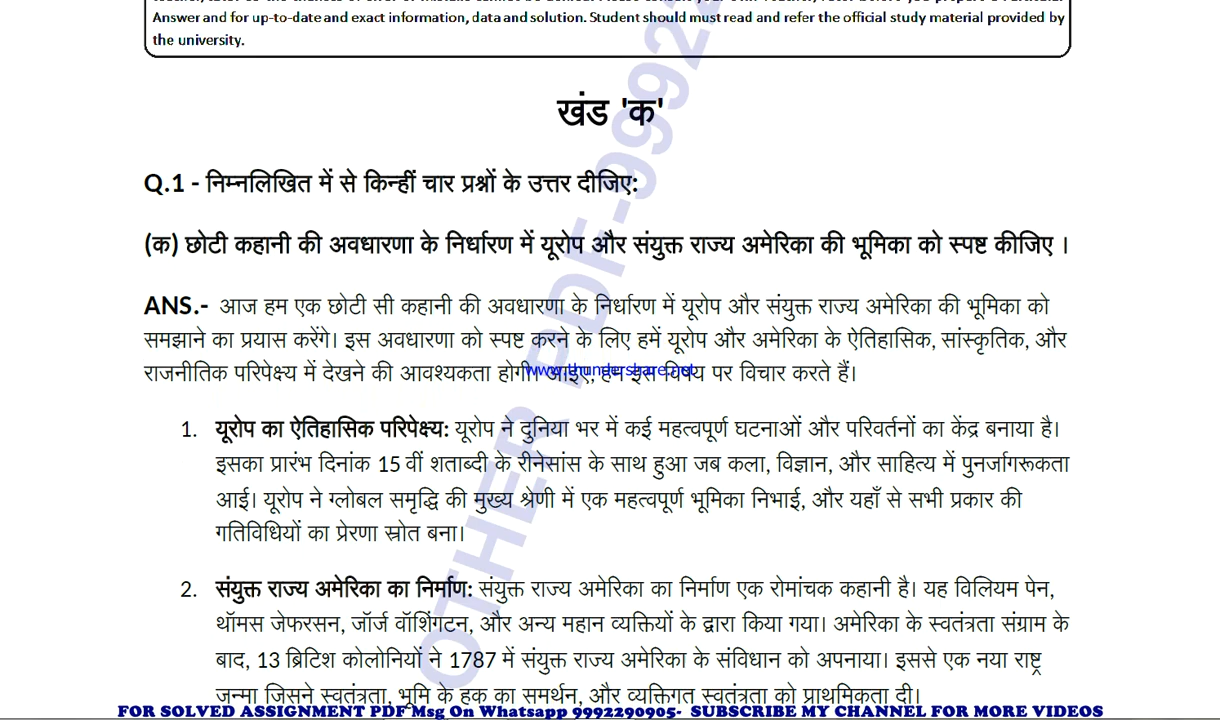 Answer and for up-to-date and exact information, data and solution. Student should must read and refer the official study material provided by
the university.
खंड 'क'
Q.1 - निम्नलिखित में से किन्हीं चार प्रश्नों के उत्तर दीजिए:
(क) छोटी कहानी की अवधारणा के निर्धारण में यूरोप और संयुक्त राज्य अमेरिका की भूमिका को स्पष्ट कीजिए ।
ANS.- आज हम एक छोटी सी कहानी की अवधारणा के निर्धारण में यूरोप और संयुक्त राज्य अमेरिका की भूमिका को
समझाने का प्रयास करेंगे। इस अवधारणा को स्पष्ट करने के लिए हमें यूरोप और अमेरिका के ऐतिहासिक, सांस्कृतिक, और
राजनीतिक परिपेक्ष्य में देखने की आवश्यकता होगी। आइए, हम इस विषय पर विचार करते हैं।
www.thundershare.net
1. यूरोप का ऐतिहासिक परिपेक्ष्य: यूरोप ने दुनिया भर में कई महत्वपूर्ण घटनाओं और परिवर्तनों का केंद्र बनाया है।
इसका प्रारंभ दिनांक 15 वीं शताब्दी के रीनेसांस के साथ हुआ जब कला, विज्ञान, और साहित्य में पुनर्जागरूकता
आई। यूरोप ने ग्लोबल समृद्धि की मुख्य श्रेणी में एक महत्वपूर्ण भूमिका निभाई, और यहाँ से सभी प्रकार की
गतिविधियों का प्रेरणा स्रोत बना।
2. संयुक्त राज्य अमेरिका का निर्माण: संयुक्त राज्य अमेरिका का निर्माण एक रोमांचक कहानी है। यह विलियम पेन,
थॉमस जेफरसन, जॉर्ज वॉशिंगटन, और अन्य महान व्यक्तियों के द्वारा किया गया। अमेरिका के स्वतंत्रता संग्राम के
बाद, 13 ब्रिटिश कोलोनियों ने 1787 में संयुक्त राज्य अमेरिका के संविधान को अपनाया। इससे एक नया राष्ट्र
जन्मा जिसने स्वतंत्रता, भूमि के हक का समर्थन, और व्यक्तिगत स्वतंत्रता को प्राथमिकता दी।
OTHER PDF-9992
FOR SOLVED ASSIGNMENT PDF Msg On Whatsapp 9992290905- SUBSCRIBE MY CHANNEL FOR MORE VIDEOS